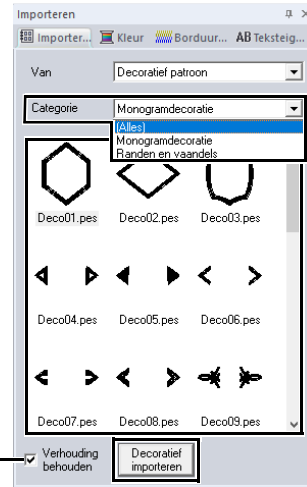 Importeren
Importer... Kleur Borduur... AB Teksteig...
Van Decoratief patroon
Categorie Monogramdecoratie
(Alles)
Monogramdecoratie
Randen en vaandels
Deco01.pes Deco02.pes Deco03.pes
Deco04.pes Deco05.pes Deco06.pes
Deco07.pes Deco08.pes Deco09.pes
Verhouding behouden
Decoratief importeren